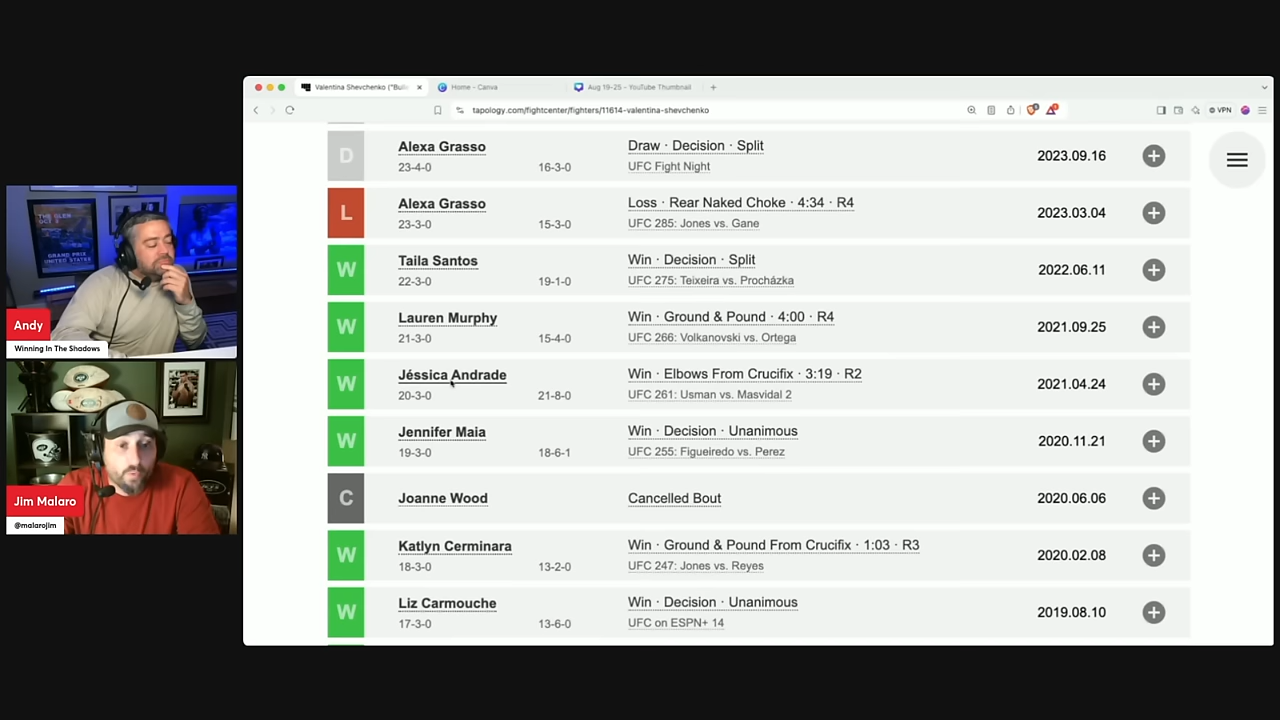 Valentina Shevchenko ("Bulle
Home - Canva
Aug 19-25 - YouTube Thumbnail
tapology.com/fightcenter/fighters/11614-valentina-shevchenko
VPN
D
Alexa Grasso
23-4-0
16-3-0
Draw · Decision · Split
UFC Fight Night
2023.09.16
L
Alexa Grasso
23-3-0
15-3-0
Loss · Rear Naked Choke · 4:34 · R4
UFC 285: Jones vs. Gane
2023.03.04
W
Taila Santos
22-3-0
19-1-0
Win · Decision · Split
UFC 275: Teixeira vs. Procházka
2022.06.11
W
Lauren Murphy
21-3-0
15-4-0
Win · Ground & Pound · 4:00 · R4
UFC 266: Volkanovski vs. Ortega
2021.09.25
W
Jéssica Andrade
20-3-0
21-8-0
Win · Elbows From Crucifix · 3:19 · R2
UFC 261: Usman vs. Masvidal 2
2021.04.24
W
Jennifer Maia
19-3-0
18-6-1
Win · Decision · Unanimous
UFC 255: Figueiredo vs. Perez
2020.11.21
C
Joanne Wood
Cancelled Bout
2020.06.06
W
Katlyn Cerminara
18-3-0
13-2-0
Win · Ground & Pound From Crucifix · 1:03 · R3
UFC 247: Jones vs. Reyes
2020.02.08
W
Liz Carmouche
17-3-0
13-6-0
Win · Decision · Unanimous
UFC on ESPN+ 14
2019.08.10
THE GLEN
GRAND PRIX
UNITED STATES
Andy
Winning In The Shadows
Jim Malaro
@malarojim